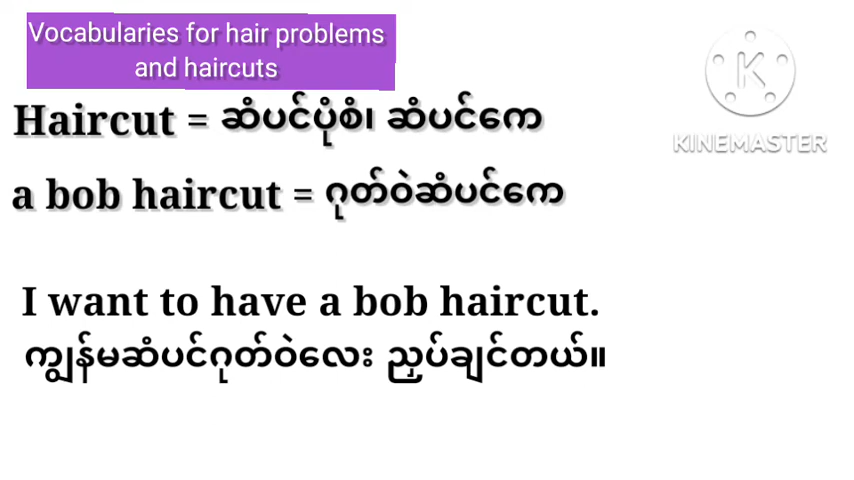 Vocabularies for hair problems
and haircuts
KINEMASTER
Haircut = ဆံပင်ပုံစံ၊ ဆံပင်ကေ
a bob haircut = ဂုတ်ဝဲဆံပင်ကေ
I want to have a bob haircut.
ကျွန်မဆံပင်ဂုတ်ဝဲလေး ညှပ်ချင်တယ်။